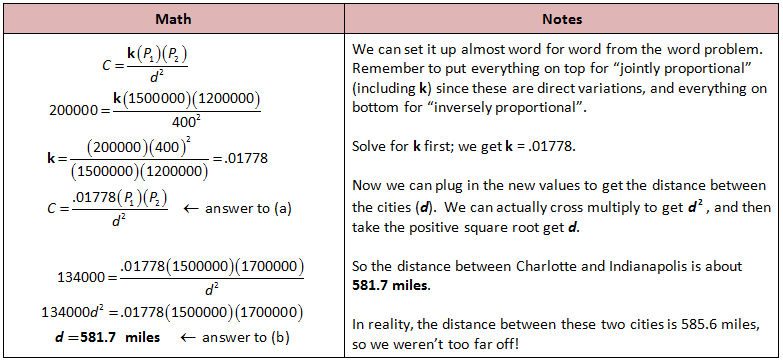 Math
Notes
C = k(P₁)(P₂) / d²
200000 = k(1500000)(1200000) / 400²
k = (200000)(400)² / (1500000)(1200000) = .01778
C = .01778(P₁)(P₂) / d² ← answer to (a)
134000 = .01778(1500000)(1700000) / d²
134000d² = .01778(1500000)(1700000)
d = 581.7 miles ← answer to (b)
We can set it up almost word for word from the word problem.
Remember to put everything on top for “jointly proportional”
(including k) since these are direct variations, and everything on
bottom for “inversely proportional”.
Solve for k first; we get k = .01778.
Now we can plug in the new values to get the distance between
the cities (d). We can actually cross multiply to get d² , and then
take the positive square root get d.
So the distance between Charlotte and Indianapolis is about
581.7 miles.
In reality, the distance between these two cities is 585.6 miles,
so we weren’t too far off!